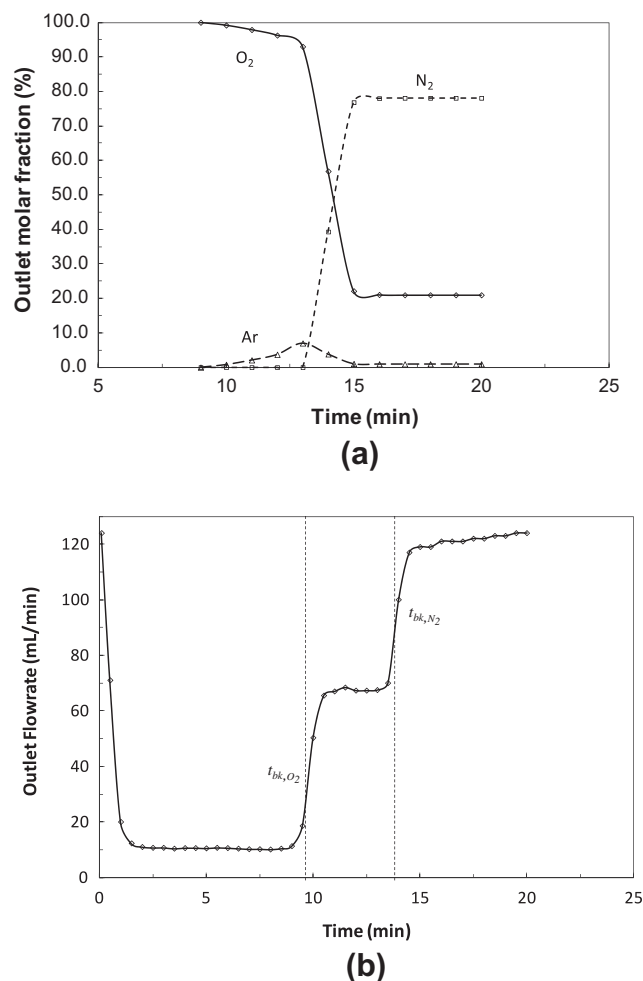 100.0
90.0
80.0
70.0
60.0
50.0
40.0
30.0
20.0
10.0
0.0
Outlet molar fraction (%)
O2
N2
Ar
5
10
15
20
25
Time (min)
(a)
120
100
80
60
40
20
0
Outlet Flowrate (mL/min)
tbk,O2
tbk,N2
0
5
10
15
20
25
Time (min)
(b)